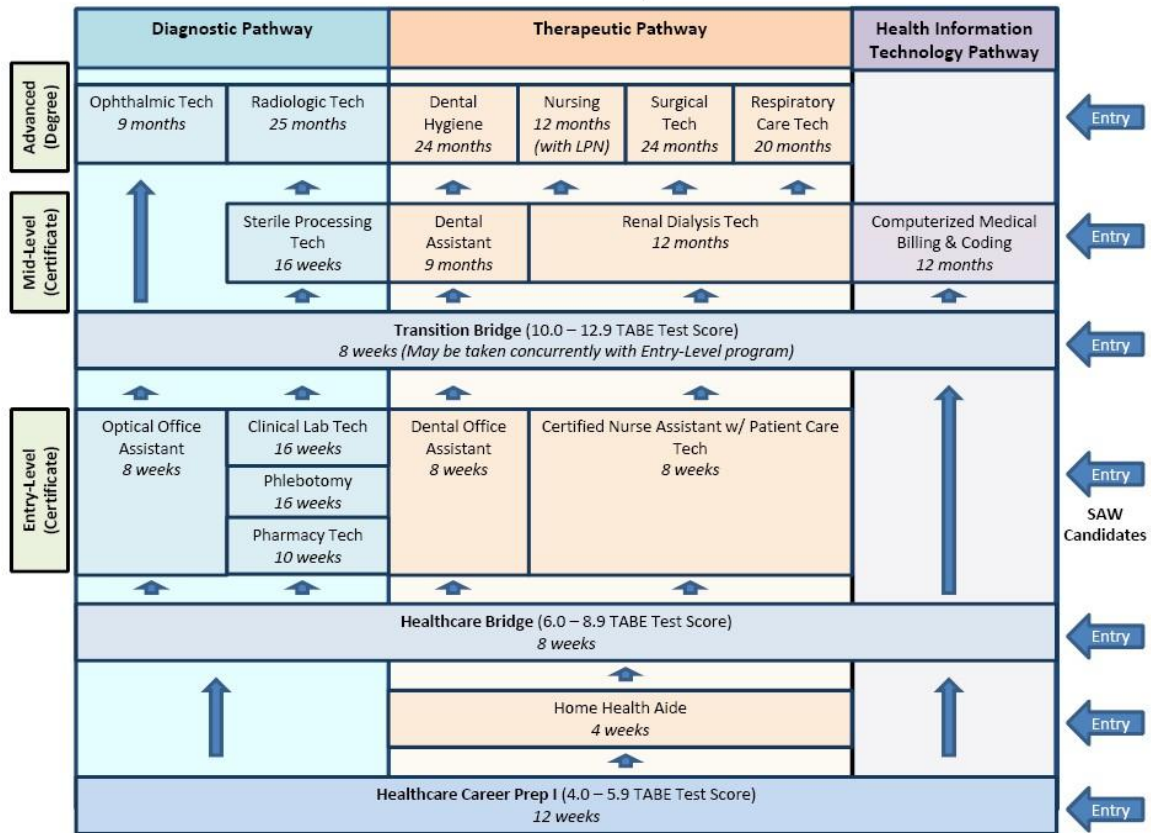 Diagnostic Pathway
Therapeutic Pathway
Health Information
Technology Pathway
Advanced
(Degree)
Ophthalmic Tech
9 months
Radiologic Tech
25 months
Dental
Hygiene
24 months
Nursing
12 months
(with LPN)
Surgical
Tech
24 months
Respiratory
Care Tech
20 months
Entry
Mid-Level
(Certificate)
Sterile Processing
Tech
16 weeks
Dental
Assistant
9 months
Renal Dialysis Tech
12 months
Computerized Medical
Billing & Coding
12 months
Entry
Transition Bridge (10.0 – 12.9 TABE Test Score)
8 weeks (May be taken concurrently with Entry-Level program)
Entry
Entry-Level
(Certificate)
Optical Office
Assistant
8 weeks
Clinical Lab Tech
16 weeks
Phlebotomy
16 weeks
Pharmacy Tech
10 weeks
Dental Office
Assistant
8 weeks
Certified Nurse Assistant w/ Patient Care
Tech
8 weeks
Entry
SAW
Candidates
Healthcare Bridge (6.0 – 8.9 TABE Test Score)
8 weeks
Entry
Home Health Aide
4 weeks
Entry
Healthcare Career Prep I (4.0 – 5.9 TABE Test Score)
12 weeks
Entry